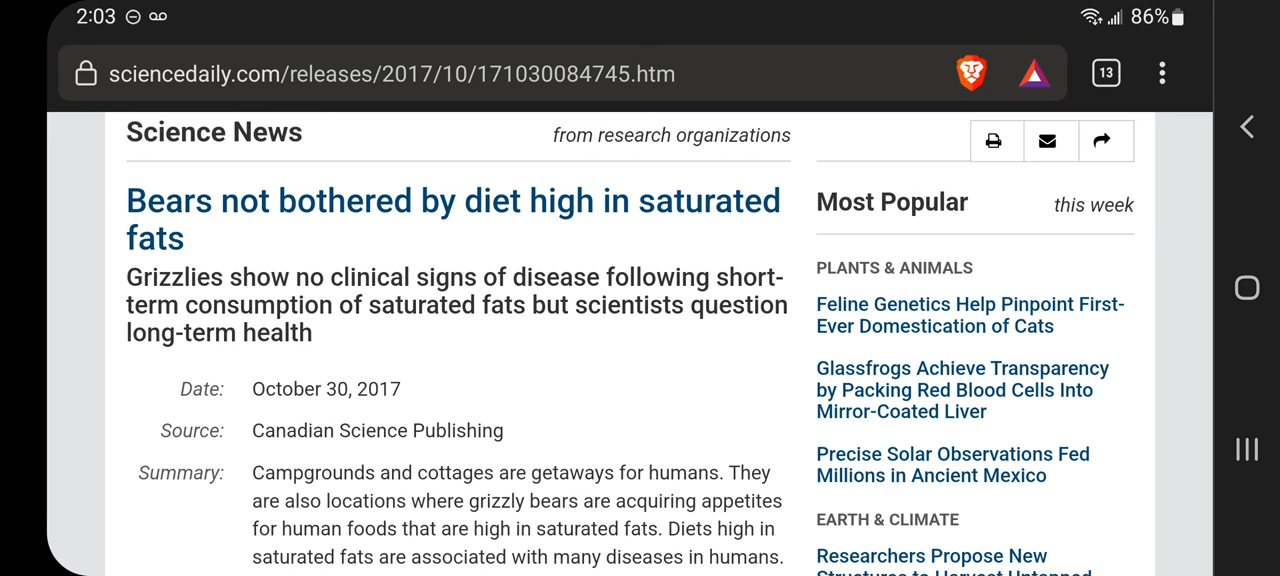 2:03
86%
sciencedaily.com/releases/2017/10/171030084745.htm
13
Science News
from research organizations
Bears not bothered by diet high in saturated
fats
Grizzlies show no clinical signs of disease following short-
term consumption of saturated fats but scientists question
long-term health
Date: October 30, 2017
Source: Canadian Science Publishing
Summary: Campgrounds and cottages are getaways for humans. They
are also locations where grizzly bears are acquiring appetites
for human foods that are high in saturated fats. Diets high in
saturated fats are associated with many diseases in humans.
Most Popular
this week
PLANTS & ANIMALS
Feline Genetics Help Pinpoint First-
Ever Domestication of Cats
Glassfrogs Achieve Transparency
by Packing Red Blood Cells Into
Mirror-Coated Liver
Precise Solar Observations Fed
Millions in Ancient Mexico
EARTH & CLIMATE
Researchers Propose New
Structures to Harvest Untapped